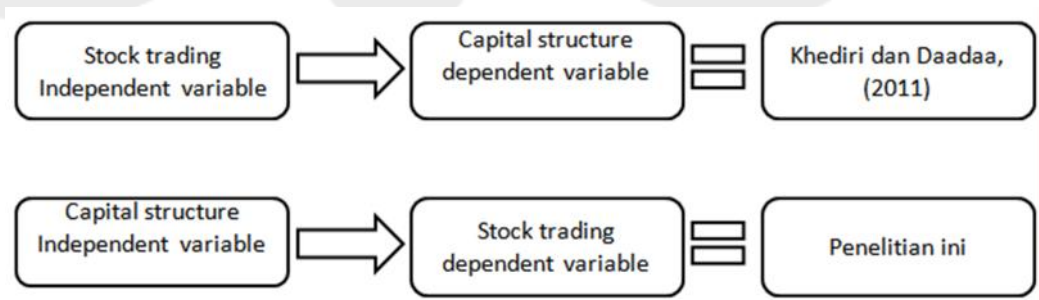 Stock trading
Independent variable
Capital structure
dependent variable
Khediri dan Daadaa,
(2011)
Capital structure
Independent variable
Stock trading
dependent variable
Penelitian ini